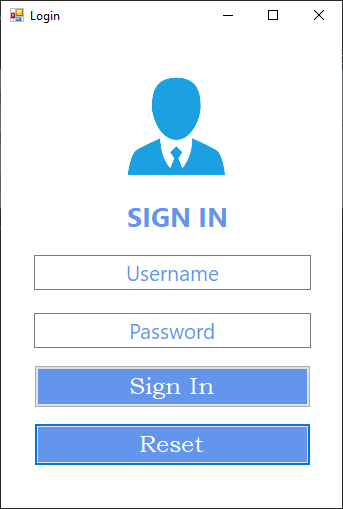 Login
SIGN IN
Username
Password
Sign In
Reset